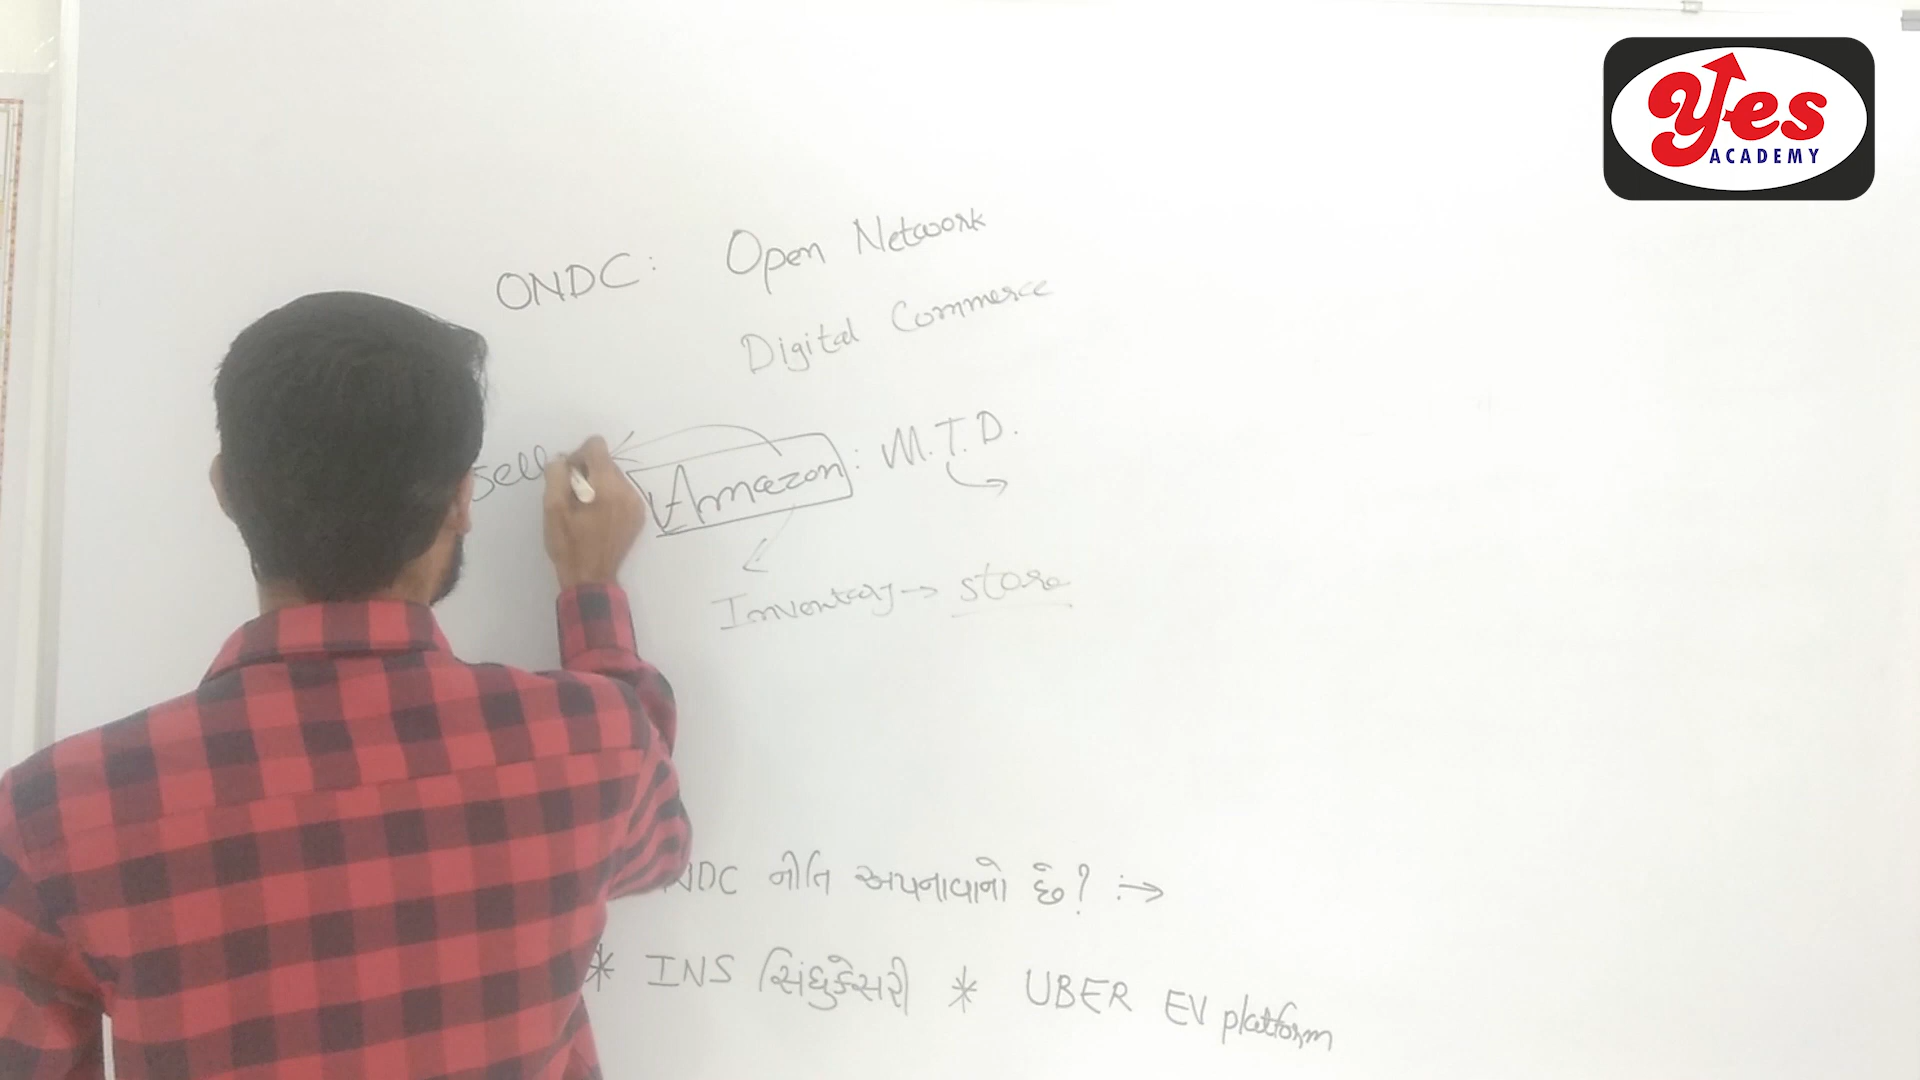 Yes
ACADEMY
ONDC : Open Network
Digital Commerce
Sell Amazon : M.T.D.
Inventory → store
NDC નીતિ અપનાવાનો છે? :→
* INS સિંધુકેસરી * UBER EV platform